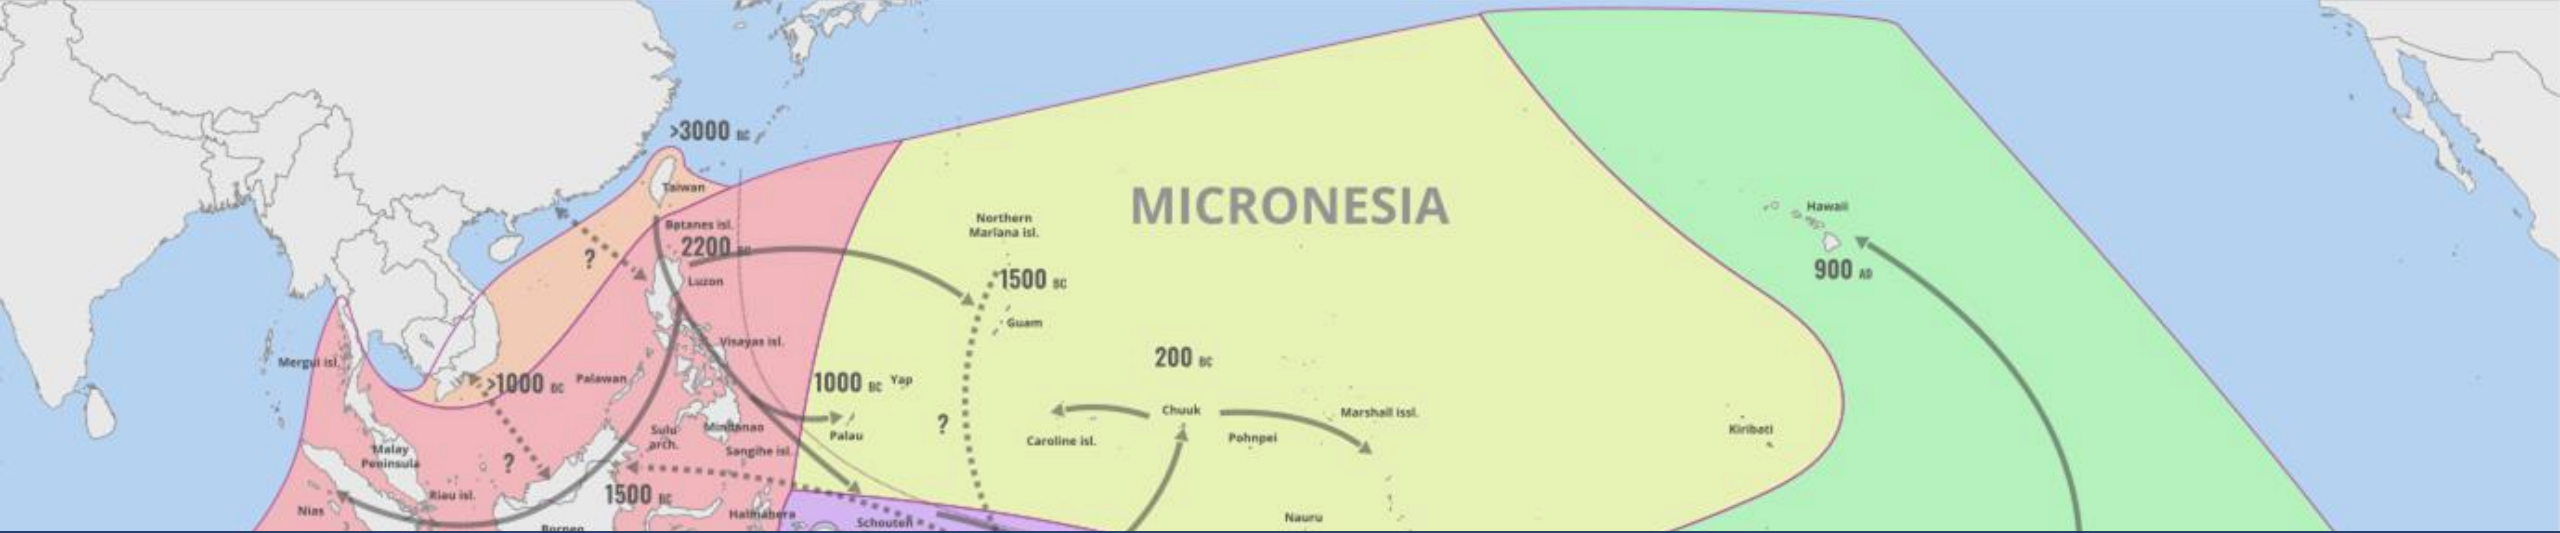 >3000 BC
Taiwan
Batanes isl.
2200 BC
Luzon
?
Northern
Mariana isl.
MICRONESIA
Hawaii
900 AD
1500 BC
Guam
Visayas isl.
Mergui isl.
>1000 BC
Palawan
1000 BC
Yap
200 BC
Chuuk
Marshall issl.
Palau
?
Caroline isl.
Pohnpei
Kiribati
Sulu
arch.
Mindanao
Sangihe isl.
Malay
Peninsula
?
Riau isl.
1500 BC
Nias
Halmahera
Schouten
Nauru
Borneo